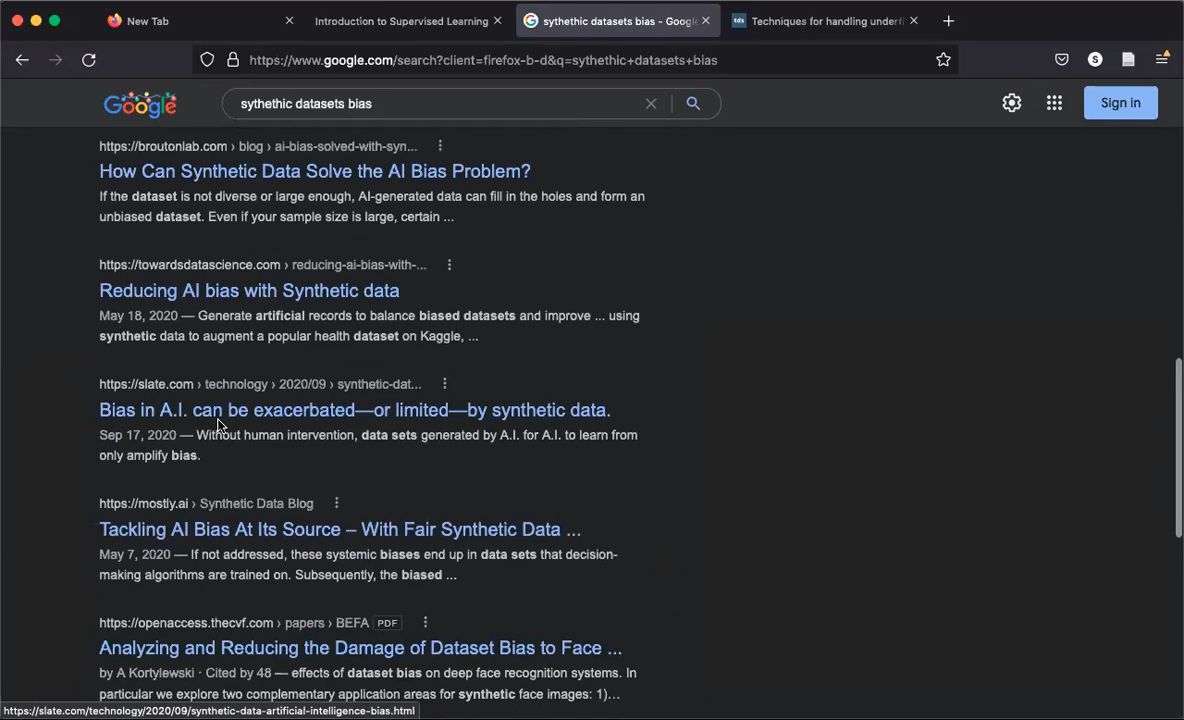 New Tab
Introduction to Supervised Learning
sythethic datasets bias - Google
tds
Techniques for handling underfi
https://www.google.com/search?client=firefox-b-d&q=sythethic+datasets+bias
S
Google
sythethic datasets bias
Sign in
https://broutonlab.com › blog › ai-bias-solved-with-syn...
How Can Synthetic Data Solve the AI Bias Problem?
If the dataset is not diverse or large enough, AI-generated data can fill in the holes and form an
unbiased dataset. Even if your sample size is large, certain ...
https://towardsdatascience.com › reducing-ai-bias-with-...
Reducing AI bias with Synthetic data
May 18, 2020 — Generate artificial records to balance biased datasets and improve ... using
synthetic data to augment a popular health dataset on Kaggle, ...
https://slate.com › technology › 2020/09 › synthetic-dat...
Bias in A.I. can be exacerbated—or limited—by synthetic data.
Sep 17, 2020 — Without human intervention, data sets generated by A.I. for A.I. to learn from
only amplify bias.
https://mostly.ai › Synthetic Data Blog
Tackling AI Bias At Its Source – With Fair Synthetic Data ...
May 7, 2020 — If not addressed, these systemic biases end up in data sets that decision-
making algorithms are trained on. Subsequently, the biased ...
https://openaccess.thecvf.com › papers › BEFA PDF
Analyzing and Reducing the Damage of Dataset Bias to Face ...
by A Kortylewski · Cited by 48 — effects of dataset bias on deep face recognition systems. In
particular we explore two complementary application areas for synthetic face images: 1)...
https://slate.com/technology/2020/09/synthetic-data-artificial-intelligence-bias.html